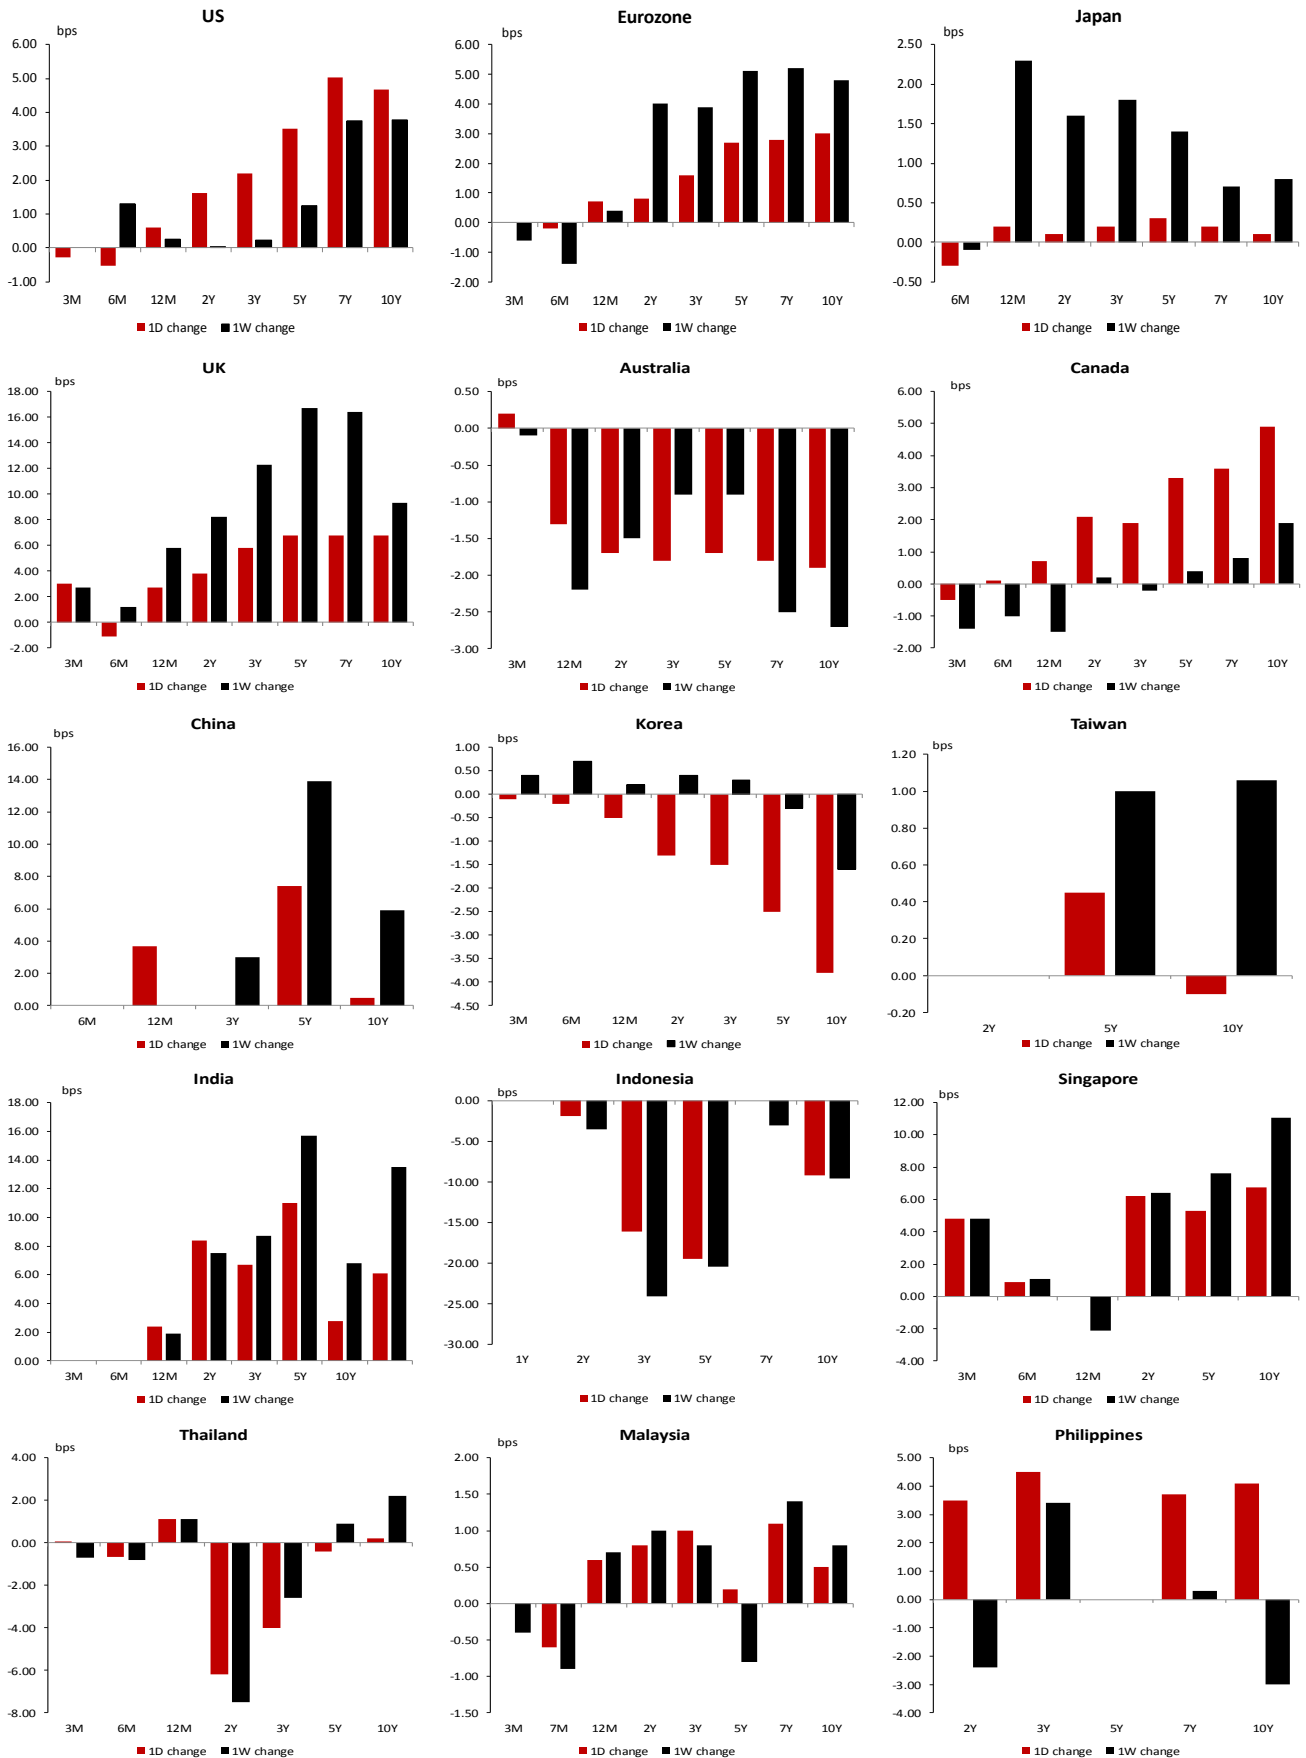 US
bps
6.00
5.00
4.00
3.00
2.00
1.00
0.00
-1.00
3M 6M 12M 2Y 3Y 5Y 7Y 10Y
1D change 1W change
Eurozone
bps
6.00
5.00
4.00
3.00
2.00
1.00
0.00
-1.00
-2.00
3M 6M 12M 2Y 3Y 5Y 7Y 10Y
1D change 1W change
Japan
bps
2.50
2.00
1.50
1.00
0.50
0.00
-0.50
6M 12M 2Y 3Y 5Y 7Y 10Y
1D change 1W change
UK
bps
18.00
16.00
14.00
12.00
10.00
8.00
6.00
4.00
2.00
0.00
-2.00
3M 6M 12M 2Y 3Y 5Y 7Y 10Y
1D change 1W change
Australia
bps
0.50
0.00
-0.50
-1.00
-1.50
-2.00
-2.50
-3.00
3M 12M 2Y 3Y 5Y 7Y 10Y
1D change 1W change
Canada
bps
6.00
5.00
4.00
3.00
2.00
1.00
0.00
-1.00
-2.00
3M 6M 12M 2Y 3Y 5Y 7Y 10Y
1D change 1W change
China
bps
16.00
14.00
12.00
10.00
8.00
6.00
4.00
2.00
0.00
6M 12M 3Y 5Y 10Y
1D change 1W change
Korea
bps
1.00
0.50
0.00
-0.50
-1.00
-1.50
-2.00
-2.50
-3.00
-3.50
-4.00
-4.50
3M 6M 12M 2Y 3Y 5Y 10Y
1D change 1W change
Taiwan
bps
1.20
1.00
0.80
0.60
0.40
0.20
0.00
-0.20
2Y 5Y 10Y
1D change 1W change
India
bps
18.00
16.00
14.00
12.00
10.00
8.00
6.00
4.00
2.00
0.00
3M 6M 12M 2Y 3Y 5Y 10Y
1D change 1W change
Indonesia
bps
0.00
-5.00
-10.00
-15.00
-20.00
-25.00
-30.00
1Y 2Y 3Y 5Y 7Y 10Y
1D change 1W change
Singapore
bps
12.00
10.00
8.00
6.00
4.00
2.00
0.00
-2.00
-4.00
3M 6M 12M 2Y 5Y 10Y
1D change 1W change
Thailand
bps
4.00
2.00
0.00
-2.00
-4.00
-6.00
-8.00
3M 6M 12M 2Y 3Y 5Y 10Y
1D change 1W change
Malaysia
bps
2.00
1.50
1.00
0.50
0.00
-0.50
-1.00
-1.50
3M 7M 12M 2Y 3Y 5Y 7Y 10Y
1D change 1W change
Philippines
bps
5.00
4.00
3.00
2.00
1.00
0.00
-1.00
-2.00
-3.00
-4.00
2Y 3Y 5Y 7Y 10Y
1D change 1W change